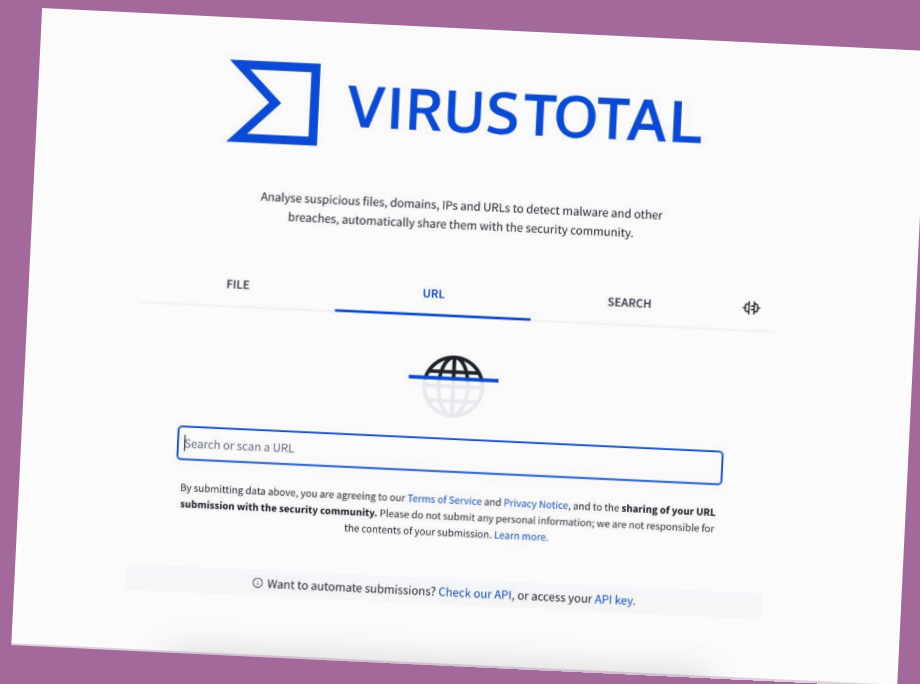 VIRUSTOTAL
Analyse suspicious files, domains, IPs and URLs to detect malware and other
breaches, automatically share them with the security community.
FILE
URL
SEARCH
Search or scan a URL
By submitting data above, you are agreeing to our Terms of Service and Privacy Notice, and to the sharing of your URL
submission with the security community. Please do not submit any personal information; we are not responsible for
the contents of your submission. Learn more.
Want to automate submissions? Check our API, or access your API key.